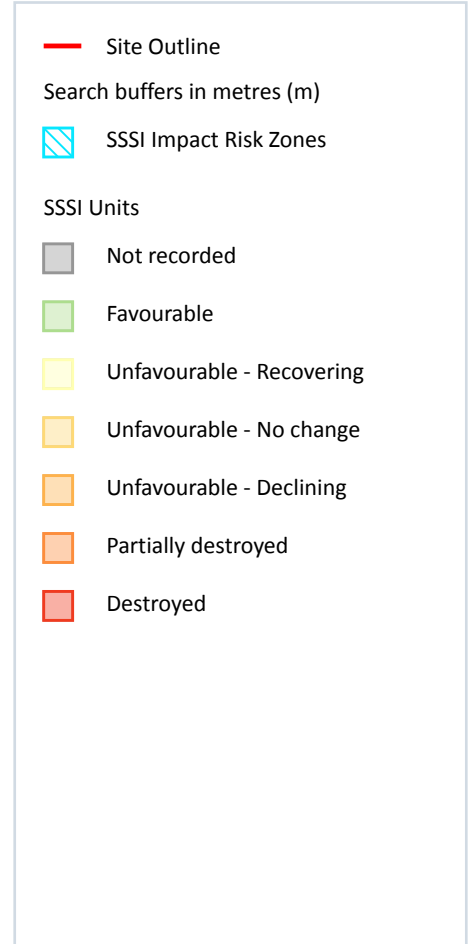 Site Outline
Search buffers in metres (m)
SSSI Impact Risk Zones
SSSI Units
Not recorded
Favourable
Unfavourable - Recovering
Unfavourable - No change
Unfavourable - Declining
Partially destroyed
Destroyed